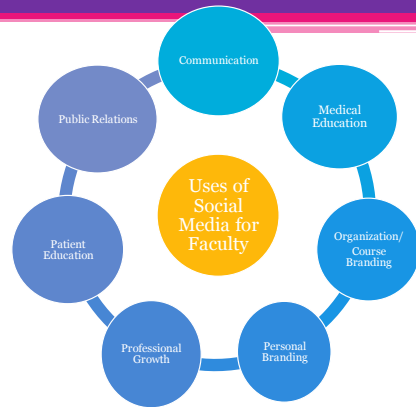 Communication
Medical
Education
Organization/
Course
Branding
Personal
Branding
Professional
Growth
Patient
Education
Public Relations
Uses of
Social
Media for
Faculty